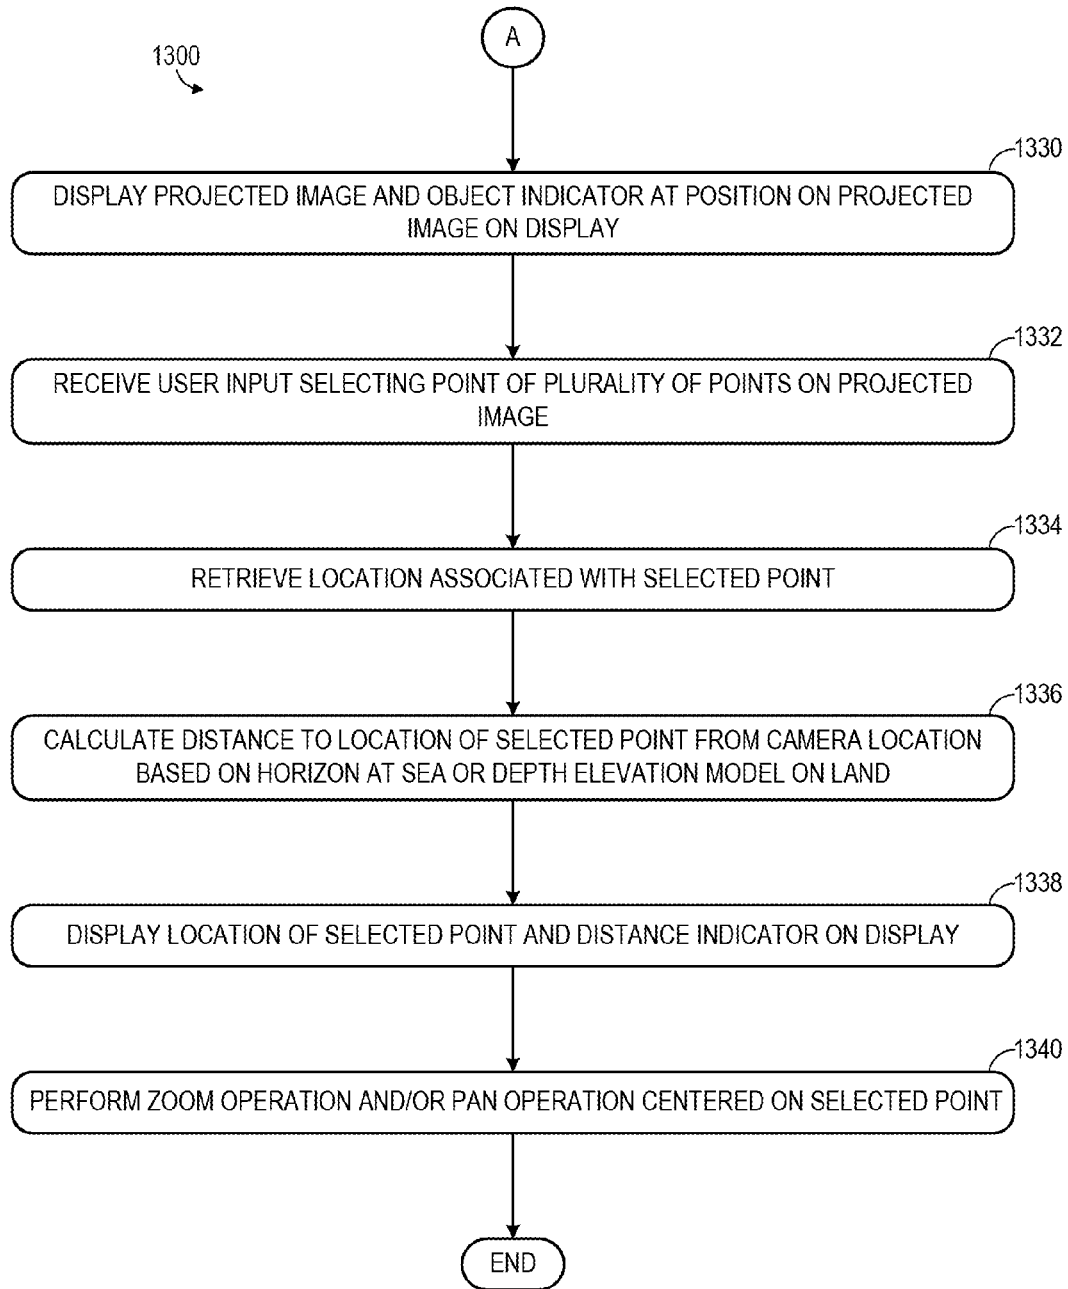 A
1300
1330
DISPLAY PROJECTED IMAGE AND OBJECT INDICATOR AT POSITION ON PROJECTED
IMAGE ON DISPLAY
1332
RECEIVE USER INPUT SELECTING POINT OF PLURALITY OF POINTS ON PROJECTED
IMAGE
1334
RETRIEVE LOCATION ASSOCIATED WITH SELECTED POINT
1336
CALCULATE DISTANCE TO LOCATION OF SELECTED POINT FROM CAMERA LOCATION
BASED ON HORIZON AT SEA OR DEPTH ELEVATION MODEL ON LAND
1338
DISPLAY LOCATION OF SELECTED POINT AND DISTANCE INDICATOR ON DISPLAY
1340
PERFORM ZOOM OPERATION AND/OR PAN OPERATION CENTERED ON SELECTED POINT
END